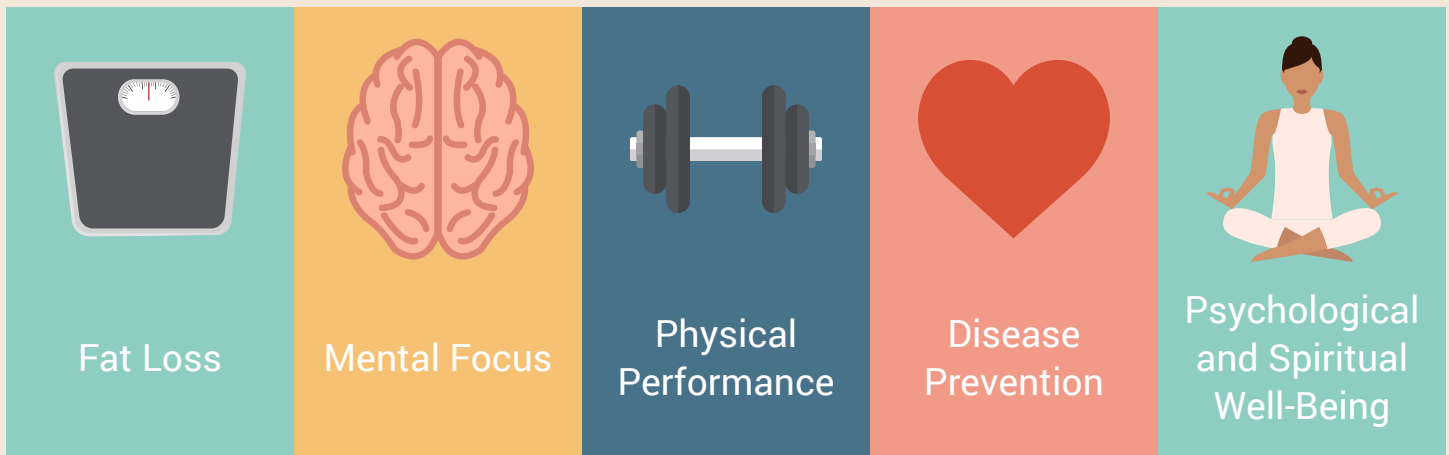 Fat Loss
Mental Focus
Physical
Performance
Disease
Prevention
Psychological
and Spiritual
Well-Being